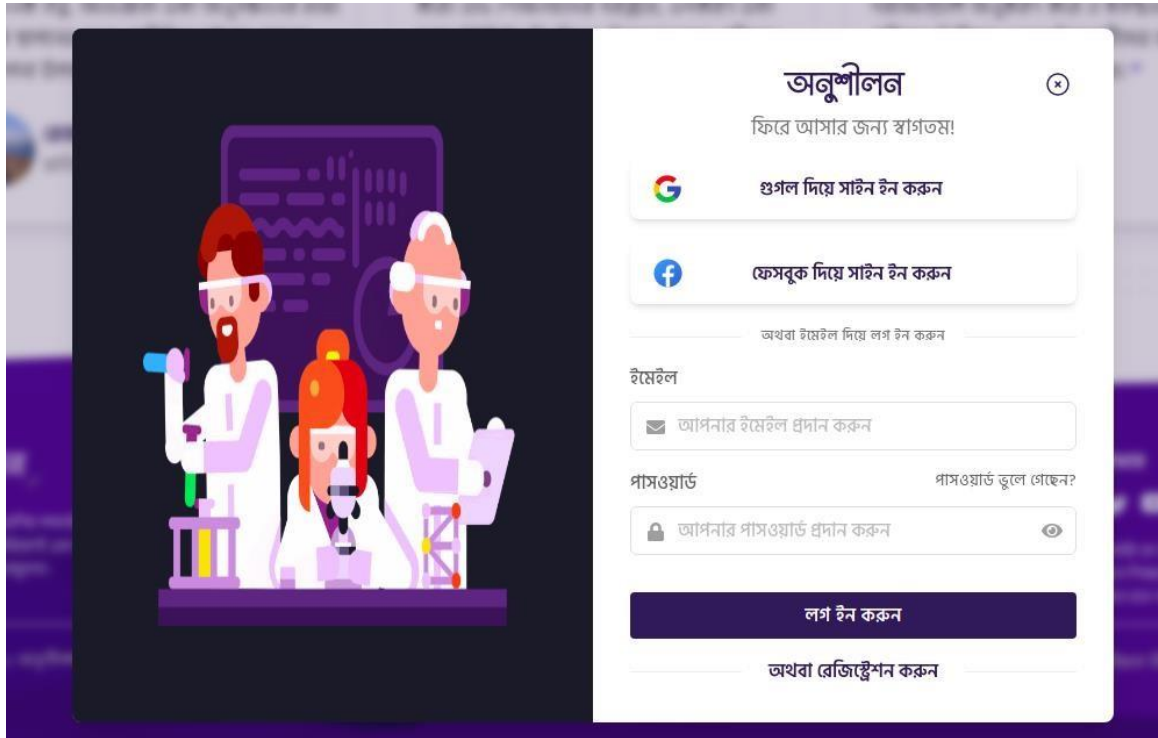 অনুশীলন
ফিরে আসার জন্য স্বাগতম!
গুগল দিয়ে সাইন ইন করুন
ফেসবুক দিয়ে সাইন ইন করুন
অথবা ইমেইল দিয়ে লগ ইন করুন
ইমেইল
আপনার ইমেইল প্রদান করুন
পাসওয়ার্ড পাসওয়ার্ড ভুলে গেছেন?
আপনার পাসওয়ার্ড প্রদান করুন
লগ ইন করুন
অথবা রেজিস্ট্রেশন করুন